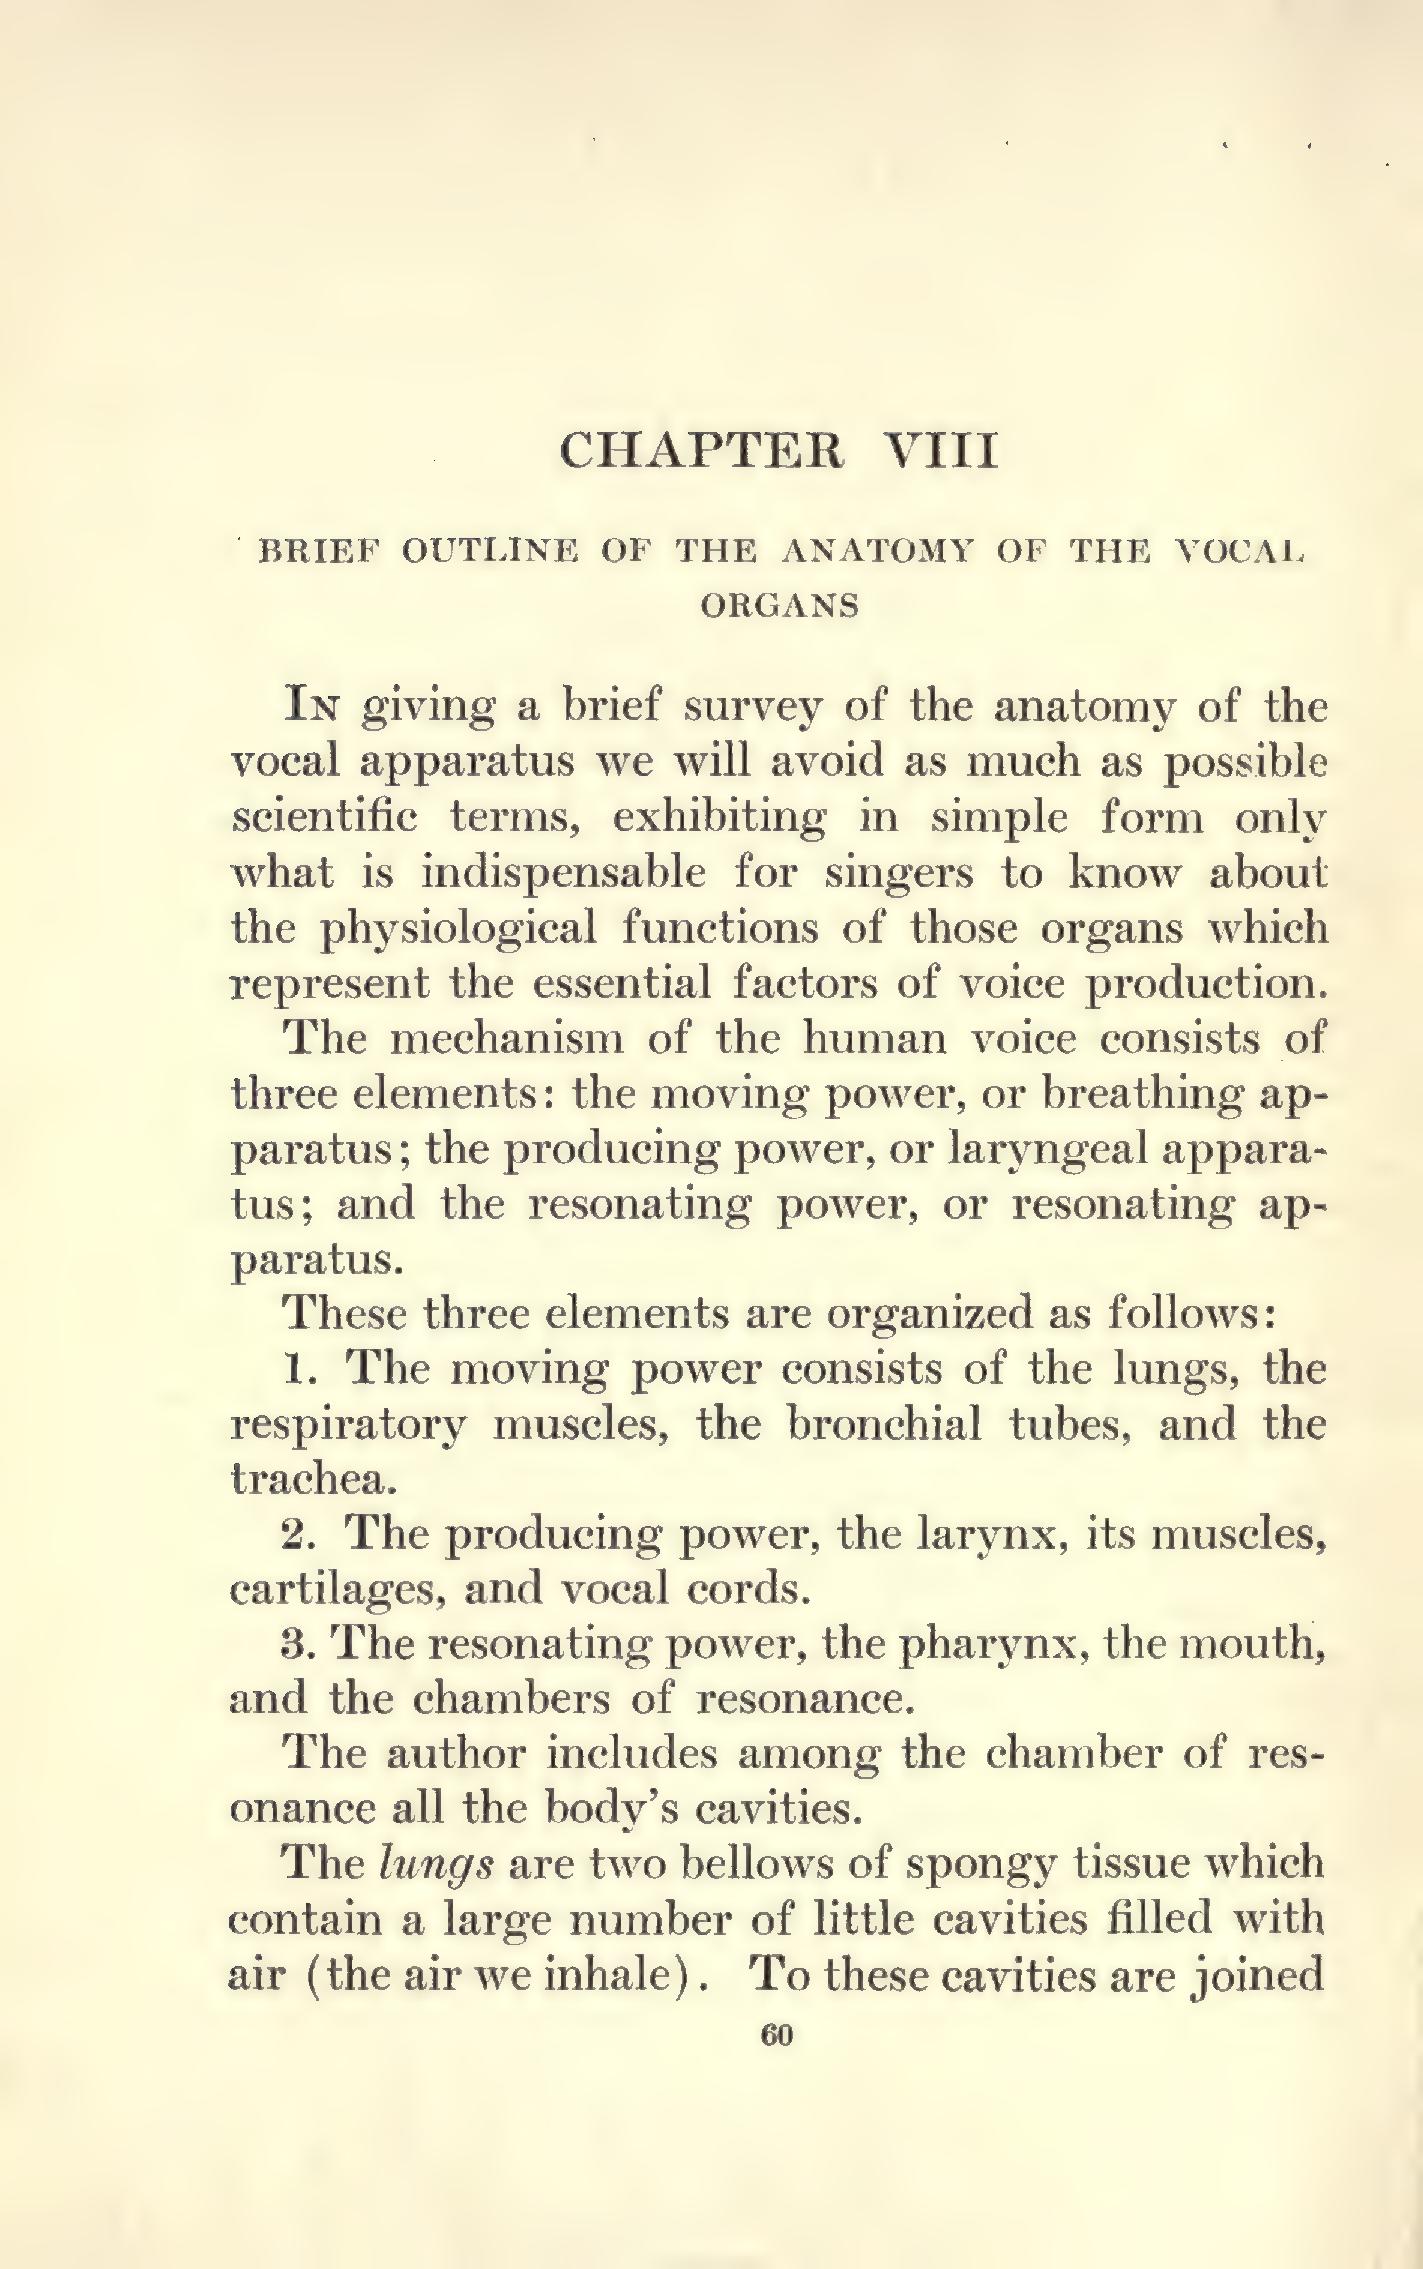 CHAPTER VIII
BRIEF OUTLINE OF THE ANATOMY OF THE VOCAL
ORGANS
In giving a brief survey of the anatomy of the
vocal apparatus we will avoid as much as possible
scientific terms, exhibiting in simple form only
what is indispensable for singers to know about
the physiological functions of those organs which
represent the essential factors of voice production.
The mechanism of the human voice consists of
three elements: the moving power, or breathing ap-
paratus; the producing power, or laryngeal appara-
tus; and the resonating power, or resonating ap-
paratus.
These three elements are organized as follows:
1. The moving power consists of the lungs, the
respiratory muscles, the bronchial tubes, and the
trachea.
2. The producing power, the larynx, its muscles,
cartilages, and vocal cords.
3. The resonating power, the pharynx, the mouth,
and the chambers of resonance.
The author includes among the chamber of res-
onance all the body's cavities.
The lungs are two bellows of spongy tissue which
contain a large number of little cavities filled with
air (the air we inhale). To these cavities are joined
60